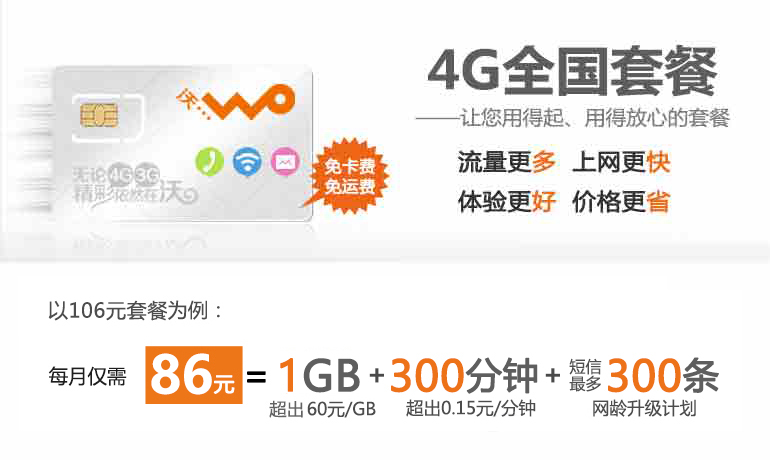 4G全国套餐
——让您用得起、用得放心的套餐
流量更多 上网更快
体验更好 价格更省
沃...wo
无论4G 3G
精彩依然在沃
免卡费
免运费
以106元套餐为例：
每月仅需 86元 = 1GB + 300分钟 + 短信最多 300条
超出60元/GB 超出0.15元/分钟 网龄升级计划